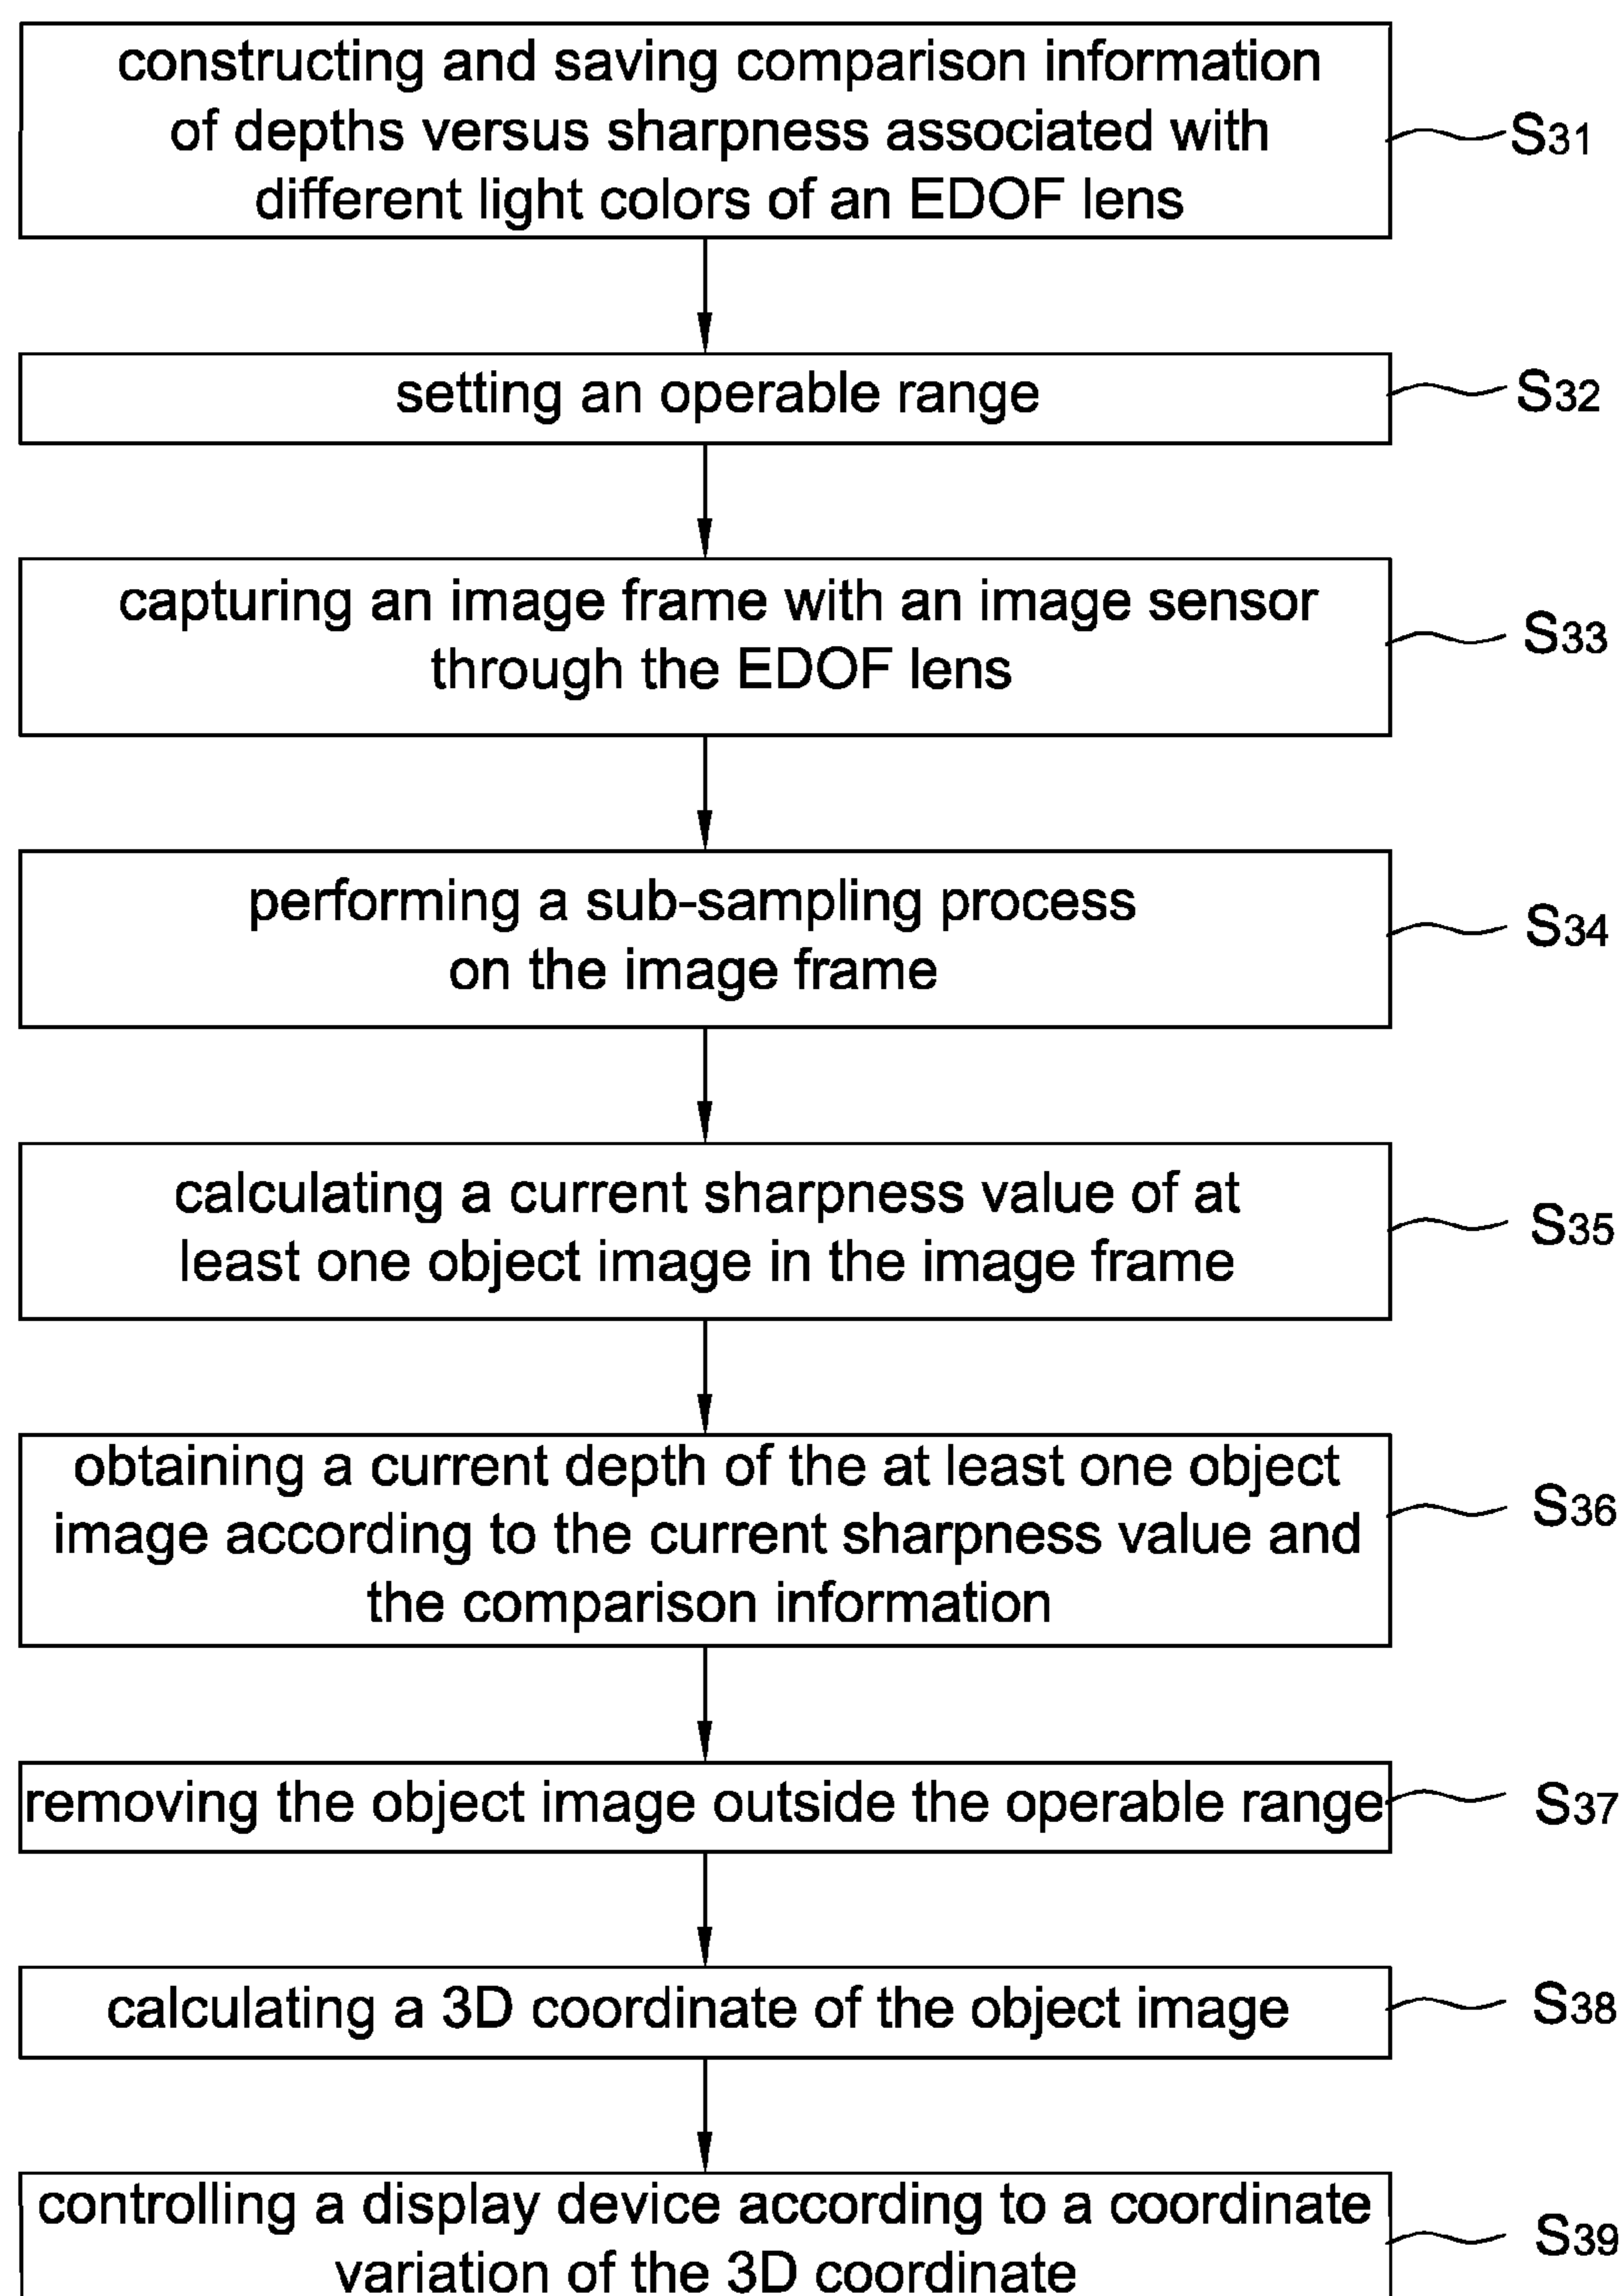 constructing and saving comparison information
of depths versus sharpness associated with
different light colors of an EDOF lens
S31
setting an operable range
S32
capturing an image frame with an image sensor
through the EDOF lens
S33
performing a sub-sampling process
on the image frame
S34
calculating a current sharpness value of at
least one object image in the image frame
S35
obtaining a current depth of the at least one object
image according to the current sharpness value and
the comparison information
S36
removing the object image outside the operable range
S37
calculating a 3D coordinate of the object image
S38
controlling a display device according to a coordinate
variation of the 3D coordinate
S39